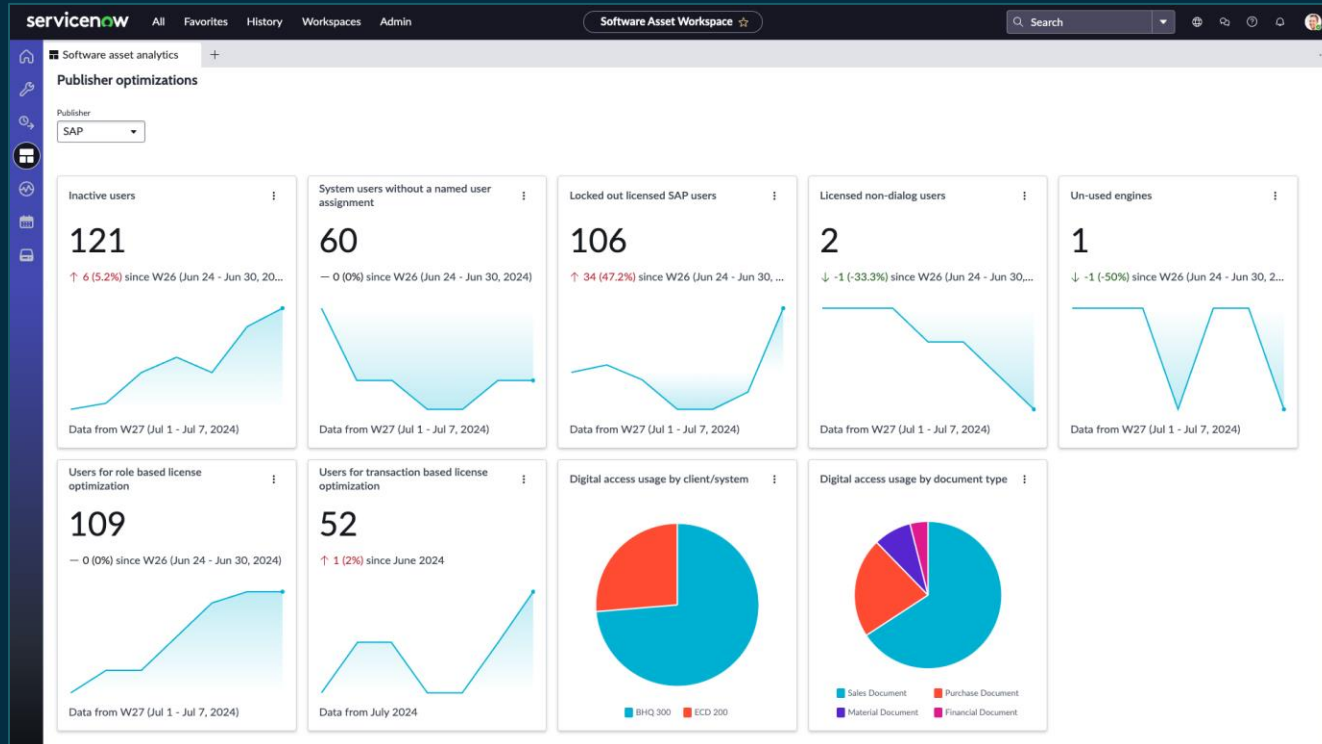 servicenow All Favorites History Workspaces Admin Software Asset Workspace ☆ Search
Software asset analytics +
Publisher optimizations
Publisher
SAP
Inactive users
121
↑ 6 (5.2%) since W26 (Jun 24 - Jun 30, 20...
Data from W27 (Jul 1 - Jul 7, 2024)
System users without a named user
assignment
60
— 0 (0%) since W26 (Jun 24 - Jun 30, 2024)
Data from W27 (Jul 1 - Jul 7, 2024)
Locked out licensed SAP users
106
↑ 34 (47.2%) since W26 (Jun 24 - Jun 30, ...
Data from W27 (Jul 1 - Jul 7, 2024)
Licensed non-dialog users
2
↓ -1 (-33.3%) since W26 (Jun 24 - Jun 30,...
Data from W27 (Jul 1 - Jul 7, 2024)
Un-used engines
1
↓ -1 (-50%) since W26 (Jun 24 - Jun 30, 2...
Data from W27 (Jul 1 - Jul 7, 2024)
Users for role based license
optimization
109
— 0 (0%) since W26 (Jun 24 - Jun 30, 2024)
Data from W27 (Jul 1 - Jul 7, 2024)
Users for transaction based license
optimization
52
↑ 1 (2%) since June 2024
Data from July 2024
Digital access usage by client/system
BHQ 300 ECD 200
Digital access usage by document type
Sales Document Purchase Document
Material Document Financial Document